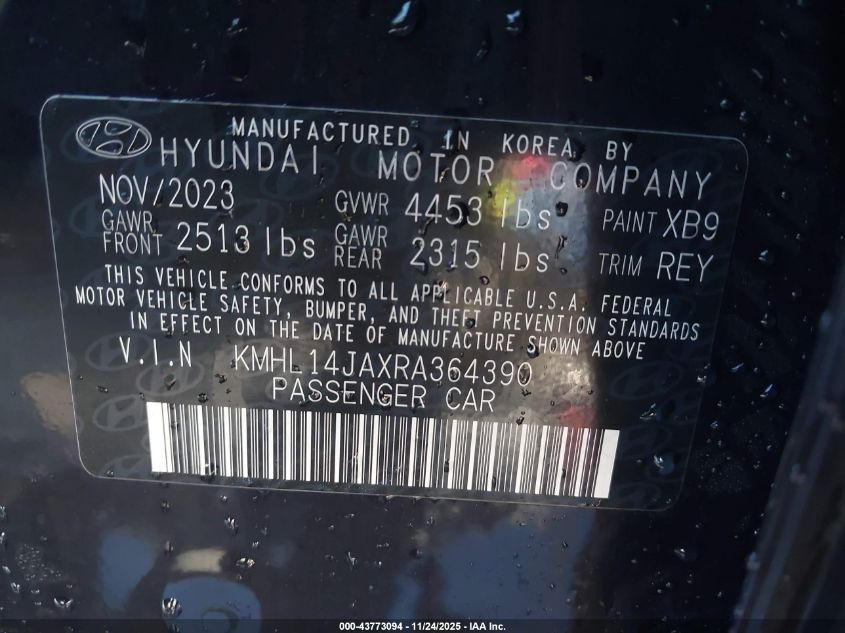 MANUFACTURED IN KOREA BY
HYUNDAI MOTOR COMPANY
NOV/2023 GVWR 4453 lbs PAINT XB9
GAWR FRONT 2513 lbs GAWR REAR 2315 lbs TRIM REY
THIS VEHICLE CONFORMS TO ALL APPLICABLE U.S.A. FEDERAL
MOTOR VEHICLE SAFETY, BUMPER, AND THEFT PREVENTION STANDARDS
IN EFFECT ON THE DATE OF MANUFACTURE SHOWN ABOVE
V.I.N KMHL14JAXRA364390
PASSENGER CAR
000-43773094 - 11/24/2025 - IAA Inc.